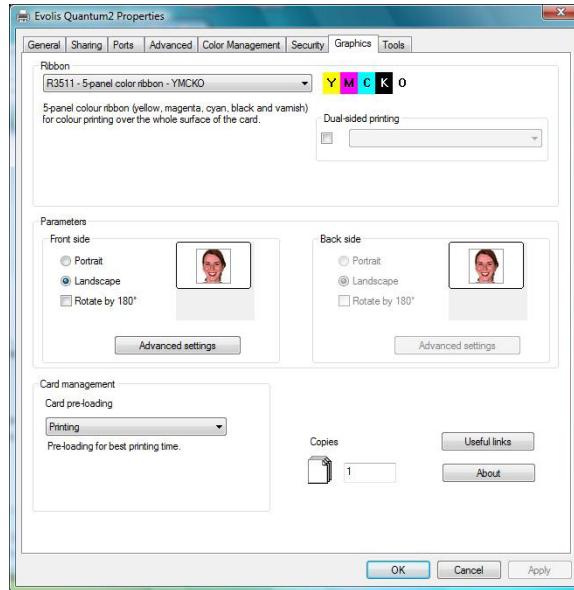 Evolis Quantum2 Properties
General Sharing Ports Advanced Color Management Security Graphics Tools
Ribbon
R3511 - 5-panel color ribbon - YMCKO
Y M C K O
5-panel colour ribbon (yellow, magenta, cyan, black and varnish)
for colour printing over the whole surface of the card.
Dual-sided printing
Parameters
Front side
Portrait
Landscape
Rotate by 180°
Advanced settings
Back side
Portrait
Landscape
Rotate by 180°
Advanced settings
Card management
Card pre-loading
Printing
Pre-loading for best printing time.
Copies
1
Useful links
About
OK Cancel Apply